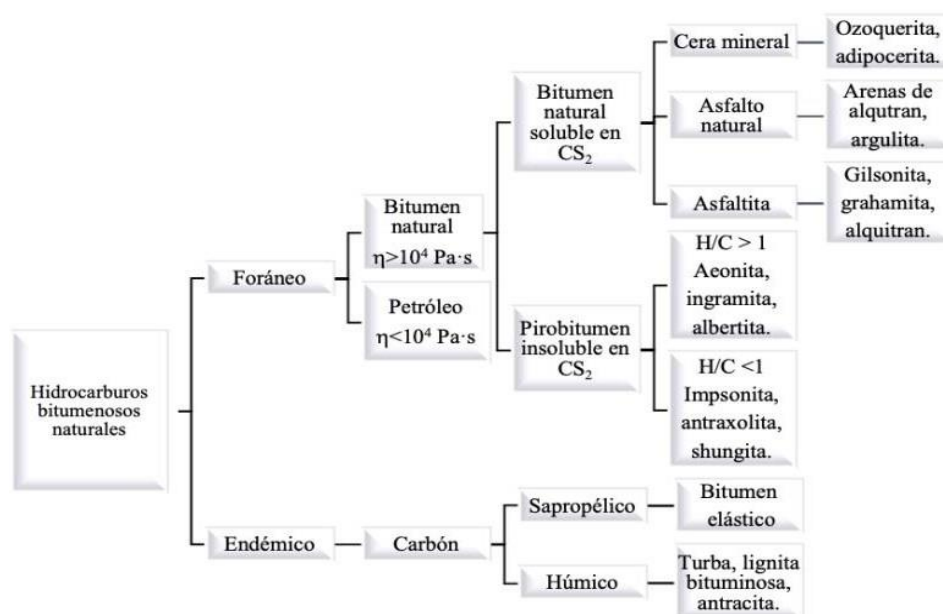 Hidrocarburos
bitumenosos
naturales
Foráneo
Bitumen
natural
η>10⁴ Pa·s
Bitumen
natural
soluble en
CS₂
Cera mineral
Ozoquerita,
adipocerita.
Asfalto
natural
Arenas de
alqutran,
argulita.
Asfaltita
Gilsonita,
grahamita,
alquitran.
Pirobitumen
insoluble en
CS₂
H/C > 1
Aeonita,
ingramita,
albertita.
H/C <1
Impsonita,
antraxolita,
shungita.
Petróleo
η<10⁴ Pa·s
Endémico
Carbón
Sapropélico
Bitumen
elástico
Húmico
Turba, lignita
bituminosa,
antracita.